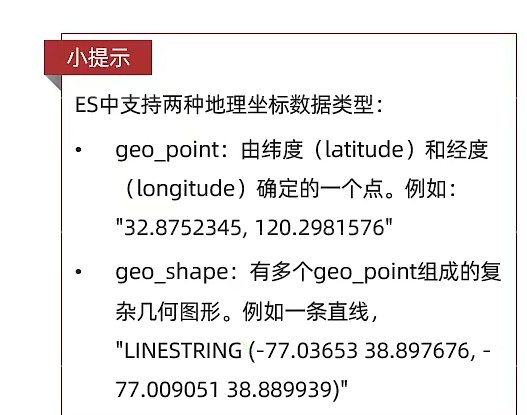 小提示
ES中支持两种地理坐标数据类型：
• geo_point：由纬度（latitude）和经度
（longitude）确定的一个点。例如：
"32.8752345, 120.2981576"
• geo_shape：有多个geo_point组成的复
杂几何图形。例如一条直线，
"LINESTRING (-77.03653 38.897676, -
77.009051 38.889939)"